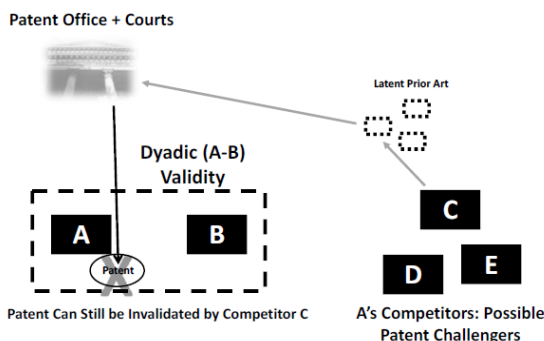 Patent Office + Courts
Latent Prior Art
Dyadic (A-B)
Validity
A
B
C
Patent
D
E
Patent Can Still be Invalidated by Competitor C
A's Competitors: Possible
Patent Challengers